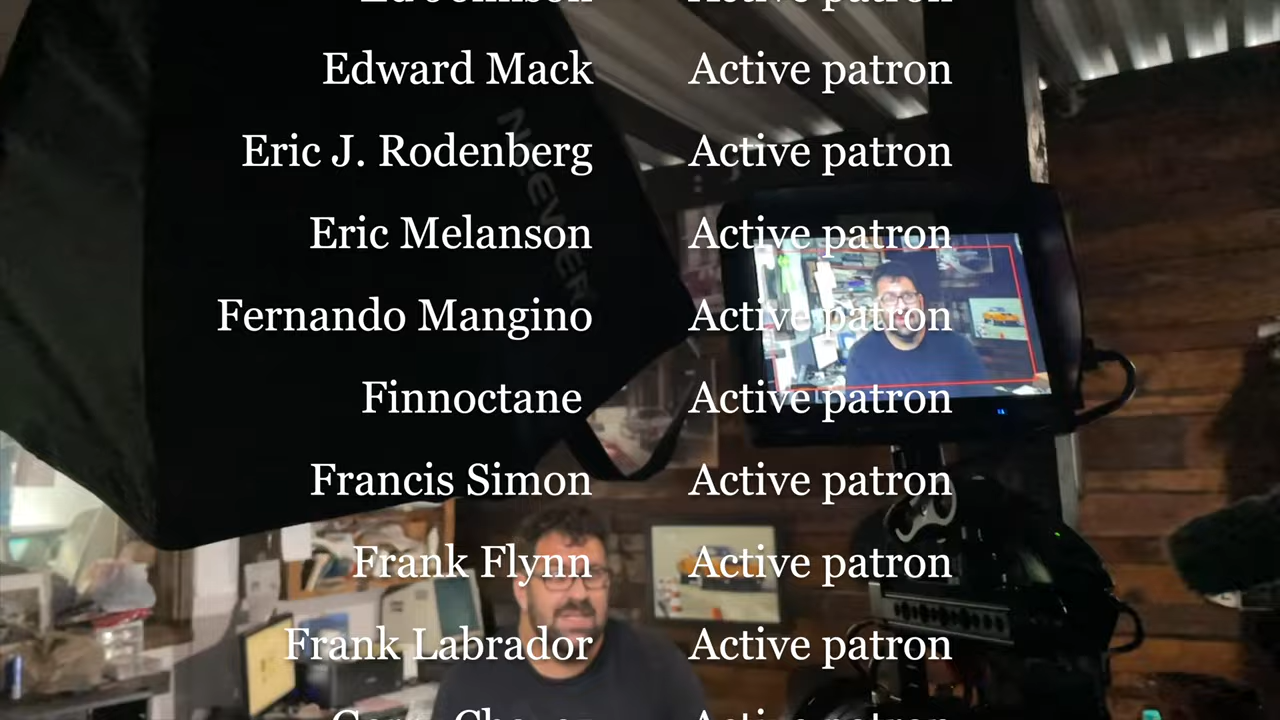 Edward Mack Active patron
Eric J. Rodenberg Active patron
Eric Melanson Active patron
Fernando Mangino Active patron
Finnoctane Active patron
Francis Simon Active patron
Frank Flynn Active patron
Frank Labrador Active patron
NEEWER